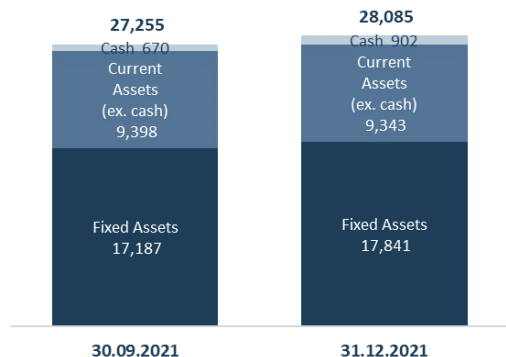 27,255
Cash 670
Current
Assets
(ex. cash)
9,398
Fixed Assets
17,187
30.09.2021
28,085
Cash 902
Current
Assets
(ex. cash)
9,343
Fixed Assets
17,841
31.12.2021